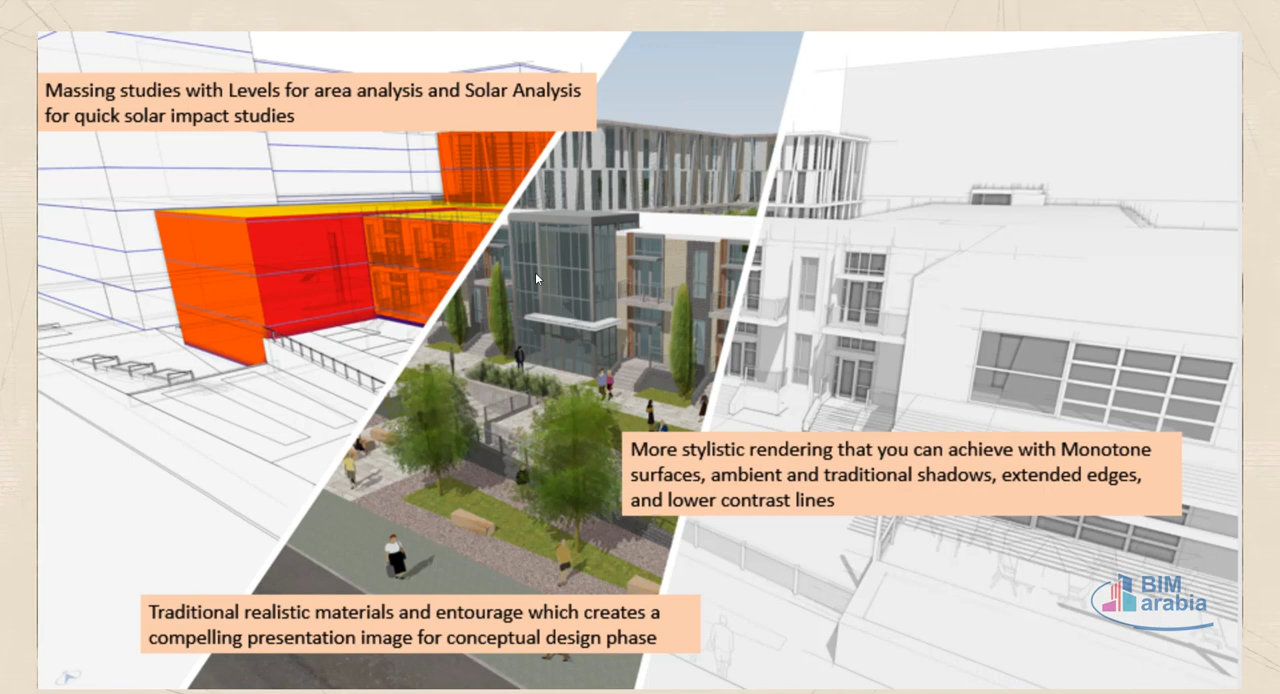 Massing studies with Levels for area analysis and Solar Analysis
for quick solar impact studies
More stylistic rendering that you can achieve with Monotone
surfaces, ambient and traditional shadows, extended edges,
and lower contrast lines
BIM
arabia
Traditional realistic materials and entourage which creates a
compelling presentation image for conceptual design phase